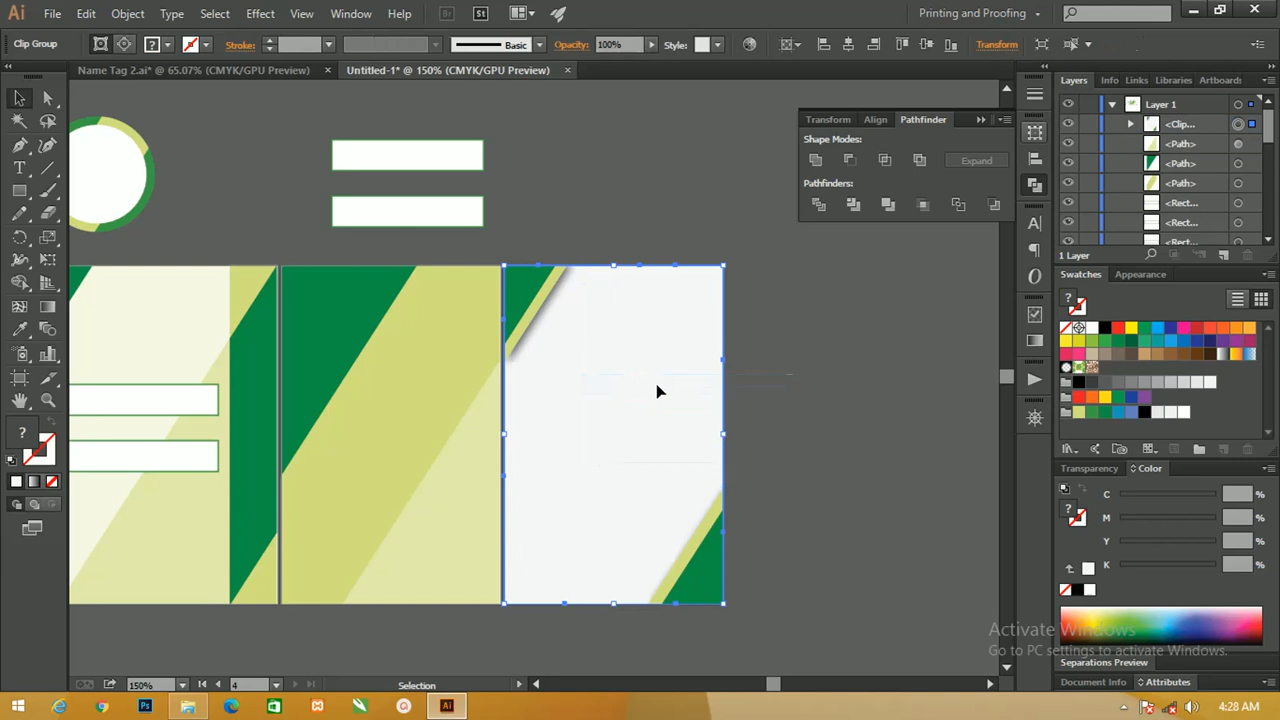 Ai File Edit Object Type Select Effect View Window Help Br St Printing and Proofing
Clip Group ? Stroke: Basic Opacity: 100% Style: Transform
Name Tag 2.ai* @ 65.07% (CMYK/GPU Preview) × Untitled-1* @ 150% (CMYK/GPU Preview) ×
Layers Info Links Libraries Artboards
Layer 1
<Clip...
<Path>
<Path>
<Path>
<Rect...
<Rect...
<Rect...
1 Layer
Transform Align Pathfinder
Shape Modes:
Expand
Pathfinders:
Swatches Appearance
Transparency Color
C %
M %
Y %
K %
Activate Windows
Go to PC settings to activate Windows.
Separations Preview
Document Info Attributes
150% 4 Selection
4:28 AM